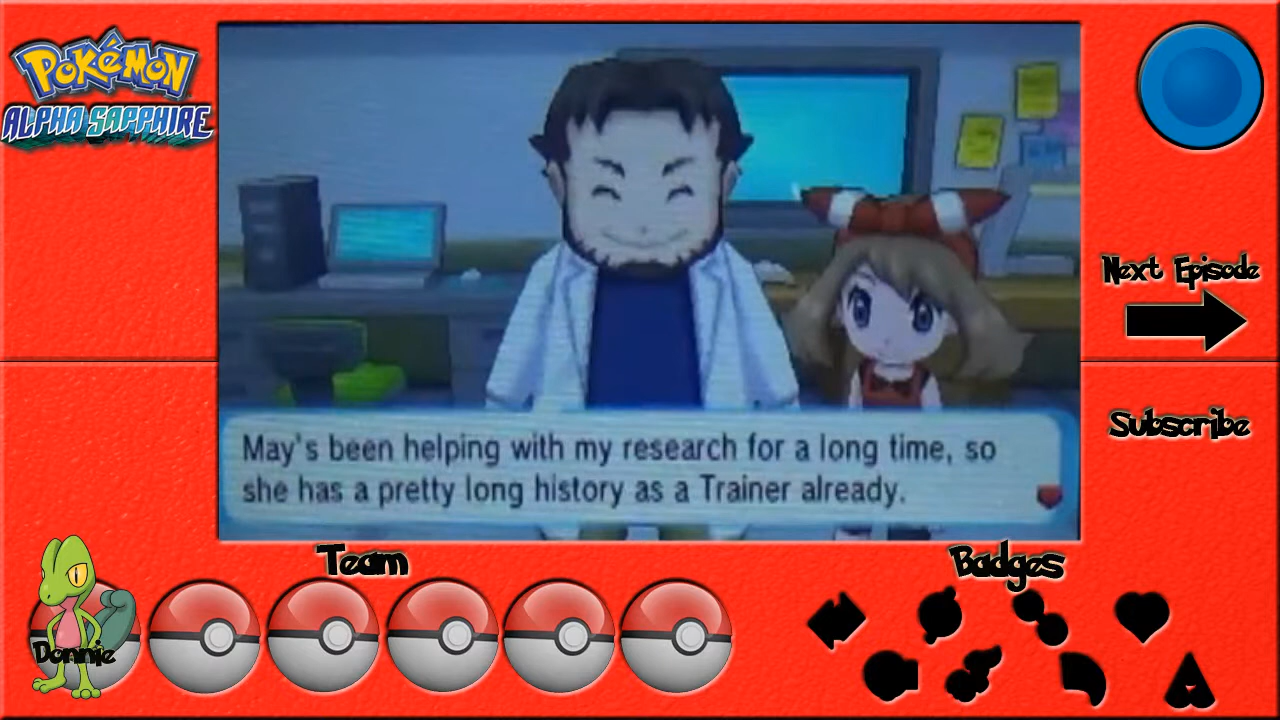 POKéMON
ALPHA SAPPHIRE
Next Episode
Subscribe
May's been helping with my research for a long time, so
she has a pretty long history as a Trainer already.
Team
Badges
Donnie